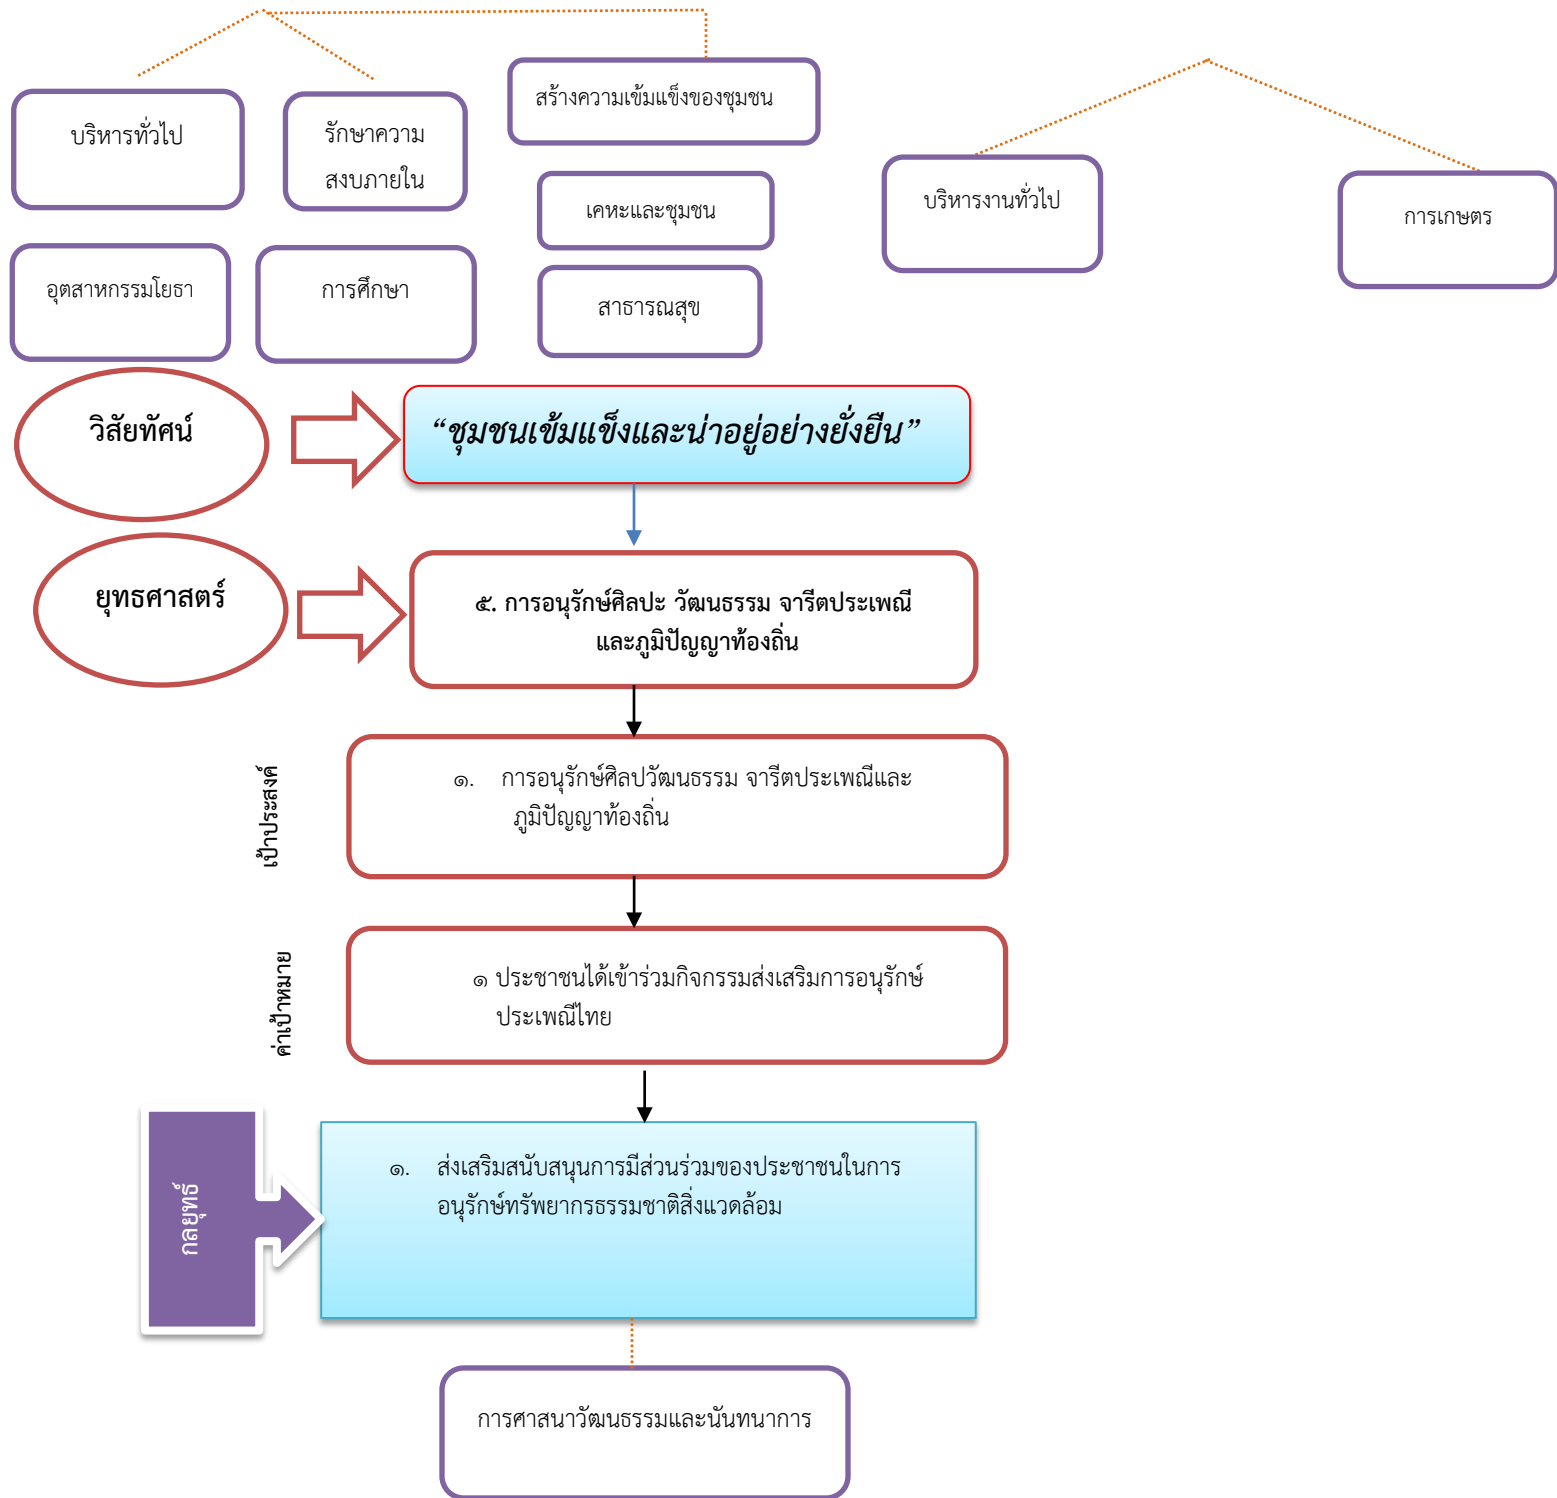 สร้างความเข้มแข็งของชุมชน
บริหารทั่วไป
รักษาความ
สงบภายใน
เคหะและชุมชน
บริหารงานทั่วไป
การเกษตร
อุตสาหกรรมโยธา
การศึกษา
สาธารณสุข
วิสัยทัศน์
“ชุมชนเข้มแข็งและน่าอยู่อย่างยั่งยืน”
ยุทธศาสตร์
๕. การอนุรักษ์ศิลปะ วัฒนธรรม จารีตประเพณี
และภูมิปัญญาท้องถิ่น
เป้าประสงค์
๑. การอนุรักษ์ศิลปวัฒนธรรม จารีตประเพณีและ
ภูมิปัญญาท้องถิ่น
ค่าเป้าหมาย
๑ ประชาชนได้เข้าร่วมกิจกรรมส่งเสริมการอนุรักษ์
ประเพณีไทย
กลยุทธ์
๑. ส่งเสริมสนับสนุนการมีส่วนร่วมของประชาชนในการ
อนุรักษ์ทรัพยากรธรรมชาติสิ่งแวดล้อม
การศาสนาวัฒนธรรมและนันทนาการ